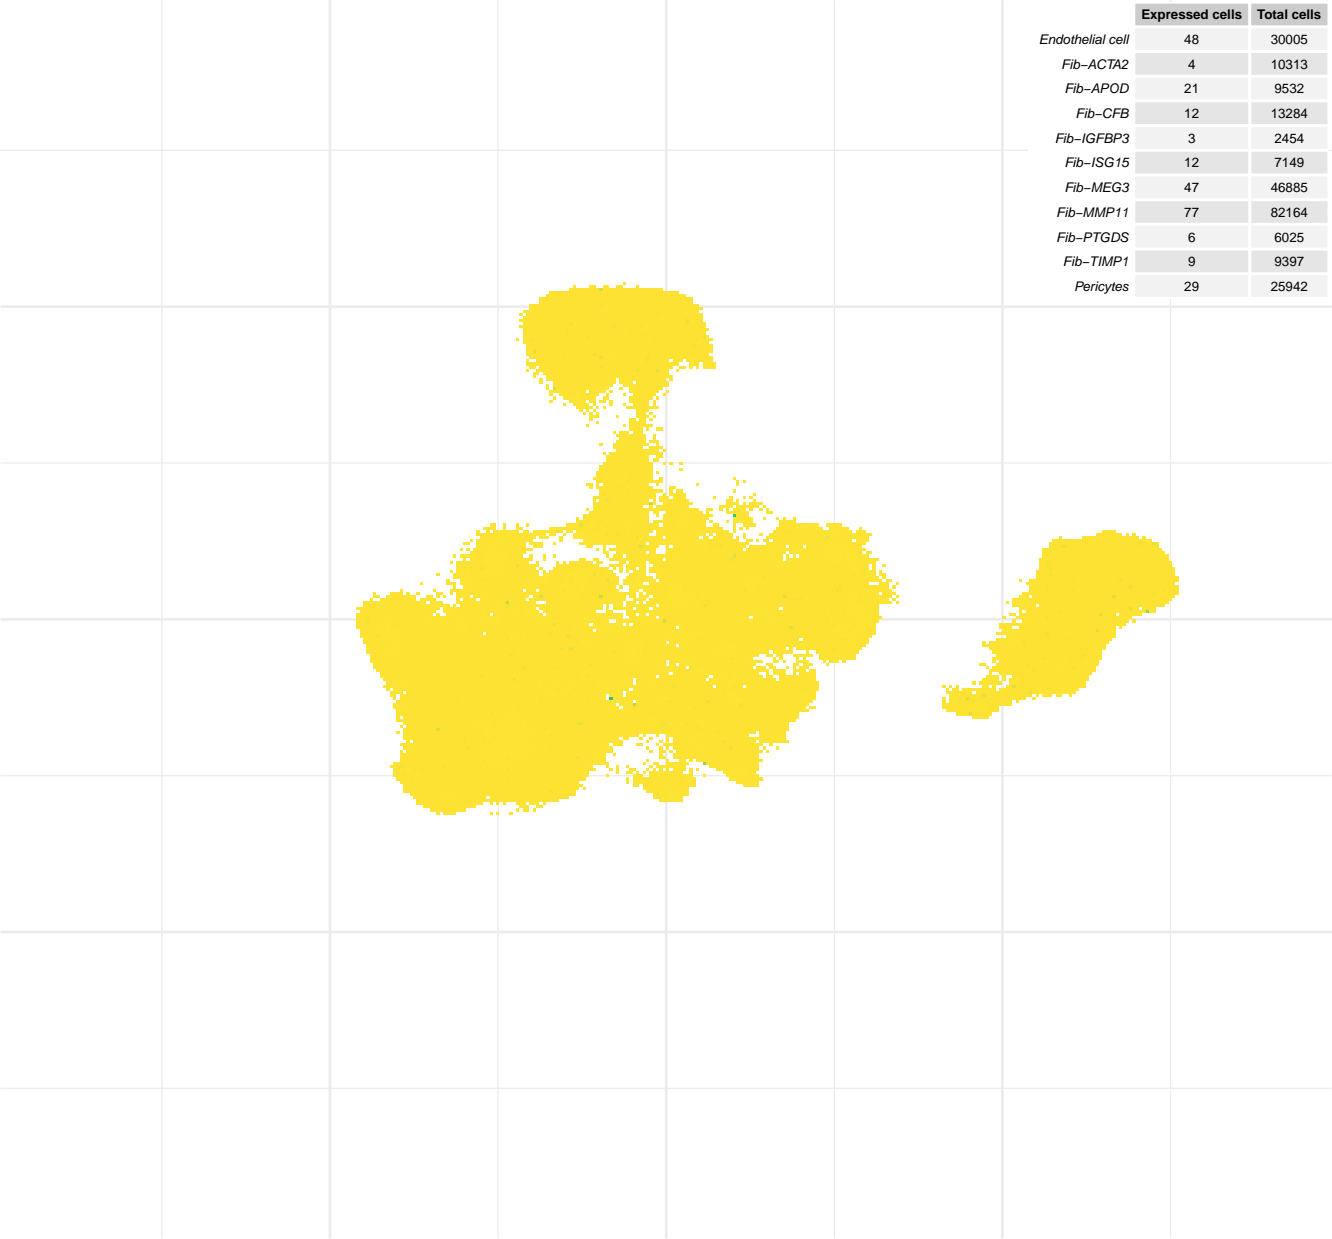 Expressed cells Total cells
Endothelial cell 48 30005
Fib−ACTA2 4 10313
Fib−APOD 21 9532
Fib−CFB 12 13284
Fib−IGFBP3 3 2454
Fib−ISG15 12 7149
Fib−MEG3 47 46885
Fib−MMP11 77 82164
Fib−PTGDS 6 6025
Fib−TIMP1 9 9397
Pericytes 29 25942